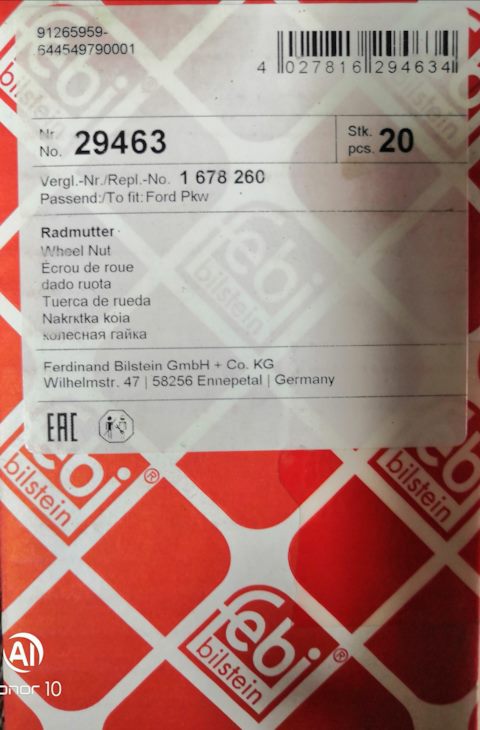 91265959-
644549790001
4 027816 294634
Nr.
No. 29463
Stk.
pcs. 20
Vergl.-Nr./Repl.-No. 1 678 260
Passend:/To fit: Ford Pkw
Radmutter
Wheel Nut
Écrou de roue
dado ruota
Tuerca de rueda
Nakrętka koła
колесная гайка
Ferdinand Bilstein GmbH + Co. KG
Wilhelmstr. 47 | 58256 Ennepetal | Germany
EAC
febi
bilstein
febi®
bilstein
febi
bilstein
febi®
bilstein
AI
onor 10